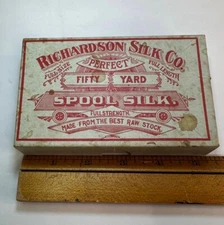 RICHARDSON SILK CO.
FULL SIZE PERFECT FULL LENGTH
FIFTY YARD
SPOOL SILK.
FULL STRENGTH
MADE FROM THE BEST RAW STOCK.